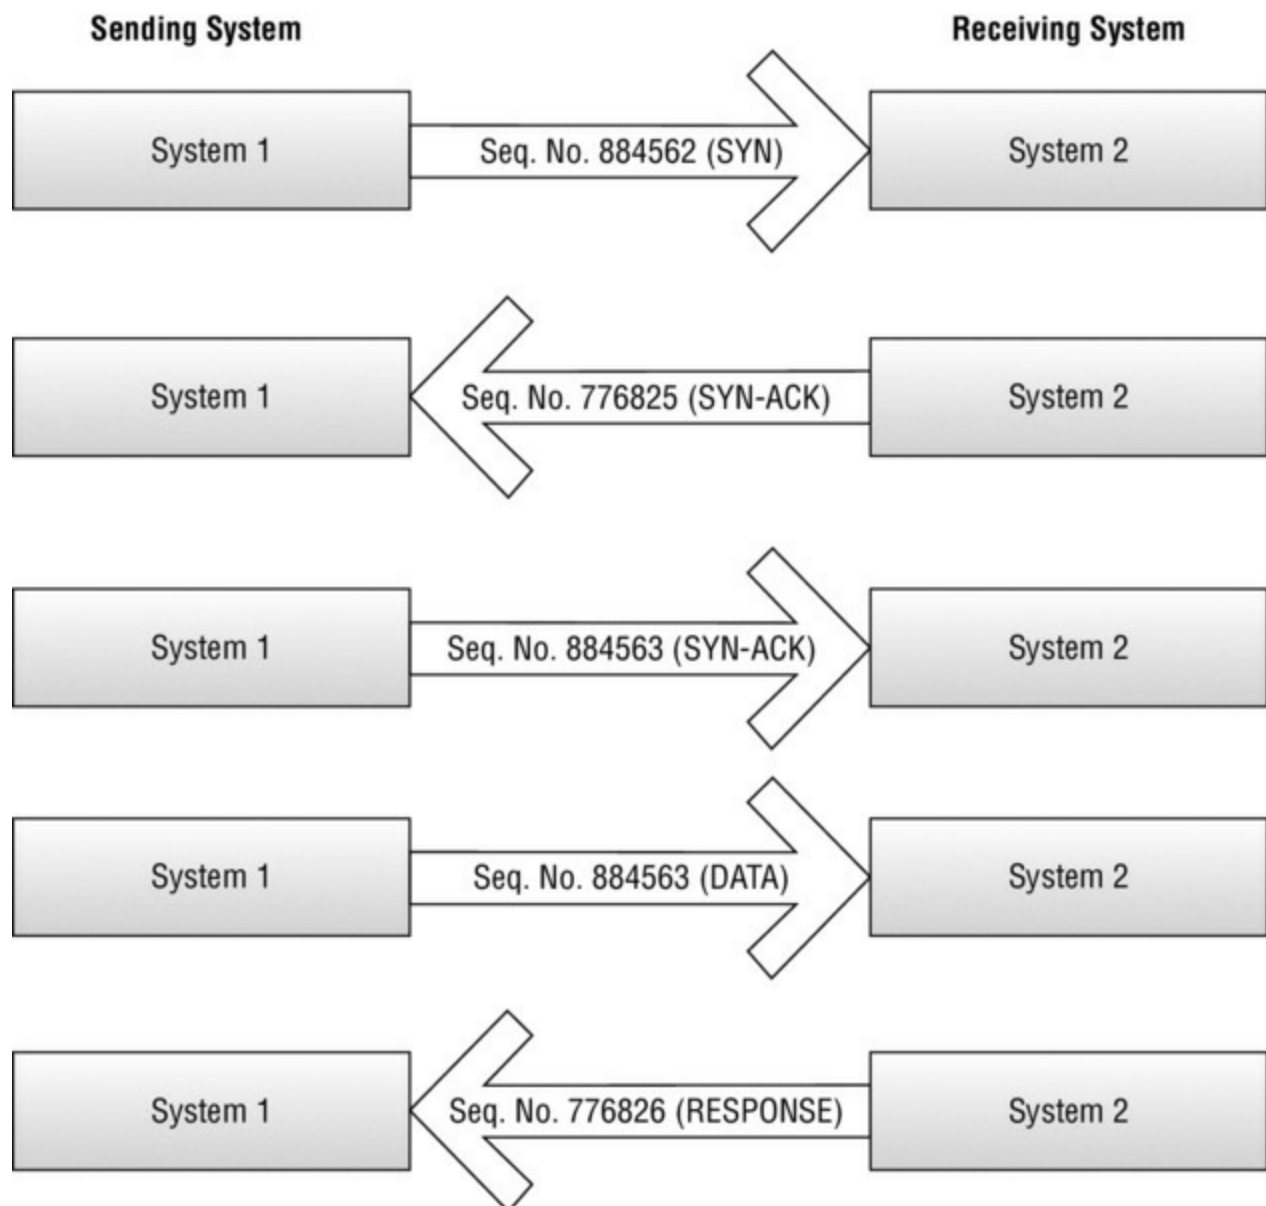 Sending System
Receiving System
System 1
Seq. No. 884562 (SYN)
System 2
System 1
Seq. No. 776825 (SYN-ACK)
System 2
System 1
Seq. No. 884563 (SYN-ACK)
System 2
System 1
Seq. No. 884563 (DATA)
System 2
System 1
Seq. No. 776826 (RESPONSE)
System 2